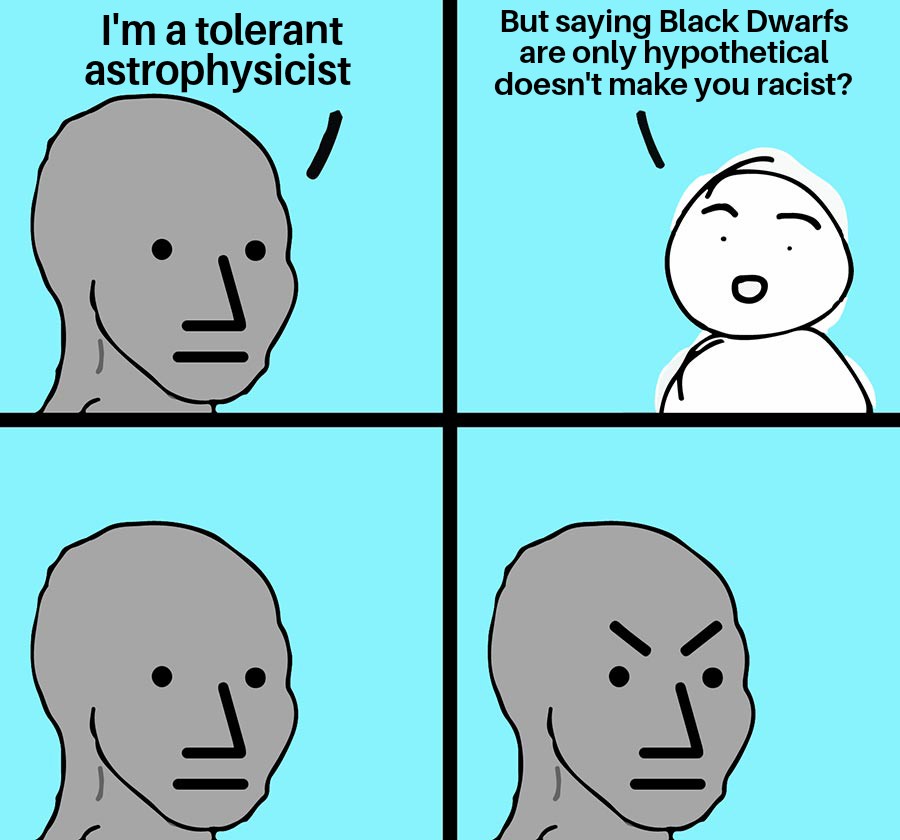 I'm a tolerant
astrophysicist
But saying Black Dwarfs
are only hypothetical
doesn't make you racist?